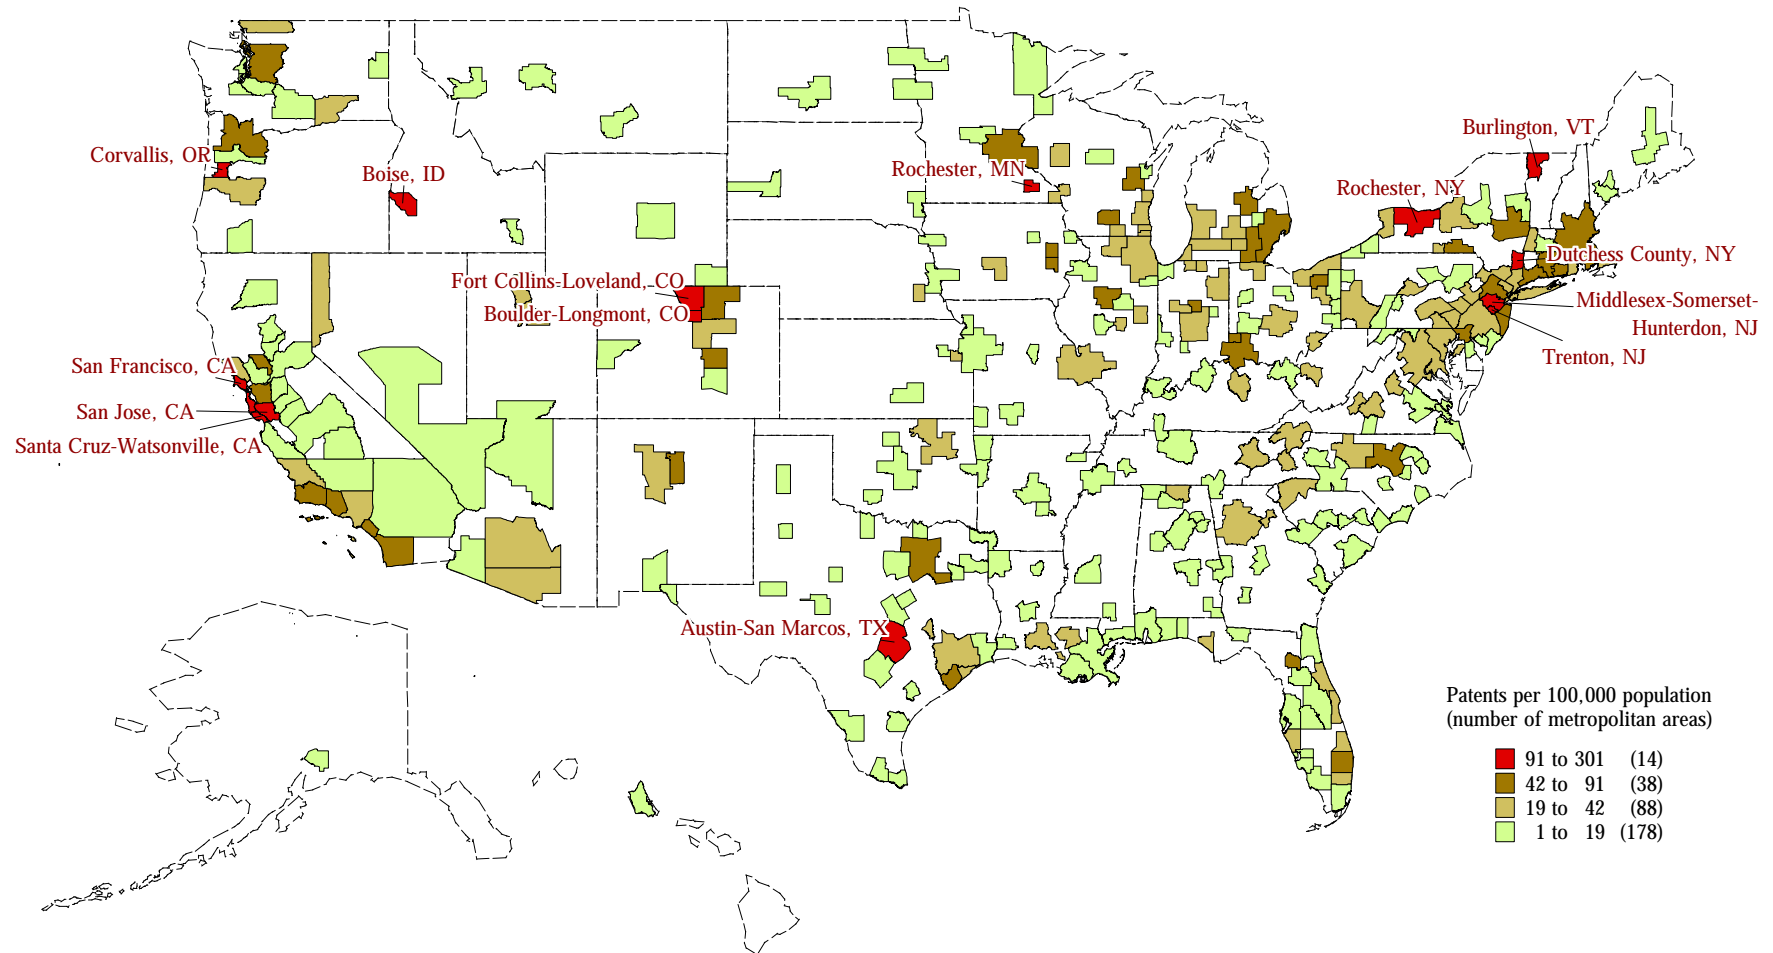 Burlington, VT
Corvallis, OR
Boise, ID
Rochester, MN
Rochester, NY
Dutchess County, NY
Fort Collins-Loveland, CO
Boulder-Longmont, CO
Middlesex-Somerset-
Hunterdon, NJ
Trenton, NJ
San Francisco, CA
San Jose, CA
Santa Cruz-Watsonville, CA
Austin-San Marcos, TX
Patents per 100,000 population
(number of metropolitan areas)
91 to 301 (14)
42 to 91 (38)
19 to 42 (88)
1 to 19 (178)